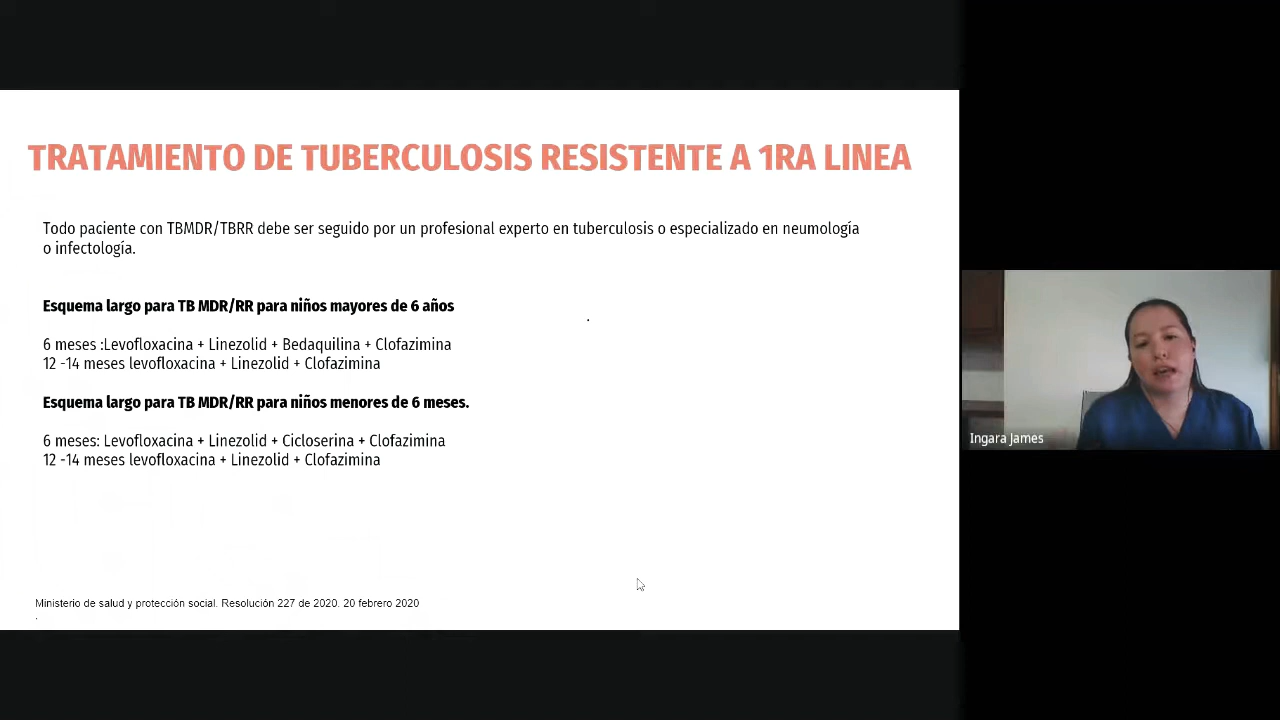 TRATAMIENTO DE TUBERCULOSIS RESISTENTE A 1RA LINEA
Todo paciente con TBMDR/TBRR debe ser seguido por un profesional experto en tuberculosis o especializado en neumología
o infectología.
Esquema largo para TB MDR/RR para niños mayores de 6 años
6 meses :Levofloxacina + Linezolid + Bedaquilina + Clofazimina
12 -14 meses levofloxacina + Linezolid + Clofazimina
Esquema largo para TB MDR/RR para niños menores de 6 meses.
6 meses: Levofloxacina + Linezolid + Cicloserina + Clofazimina
12 -14 meses levofloxacina + Linezolid + Clofazimina
Ministerio de salud y protección social. Resolución 227 de 2020. 20 febrero 2020
.
Ingara James